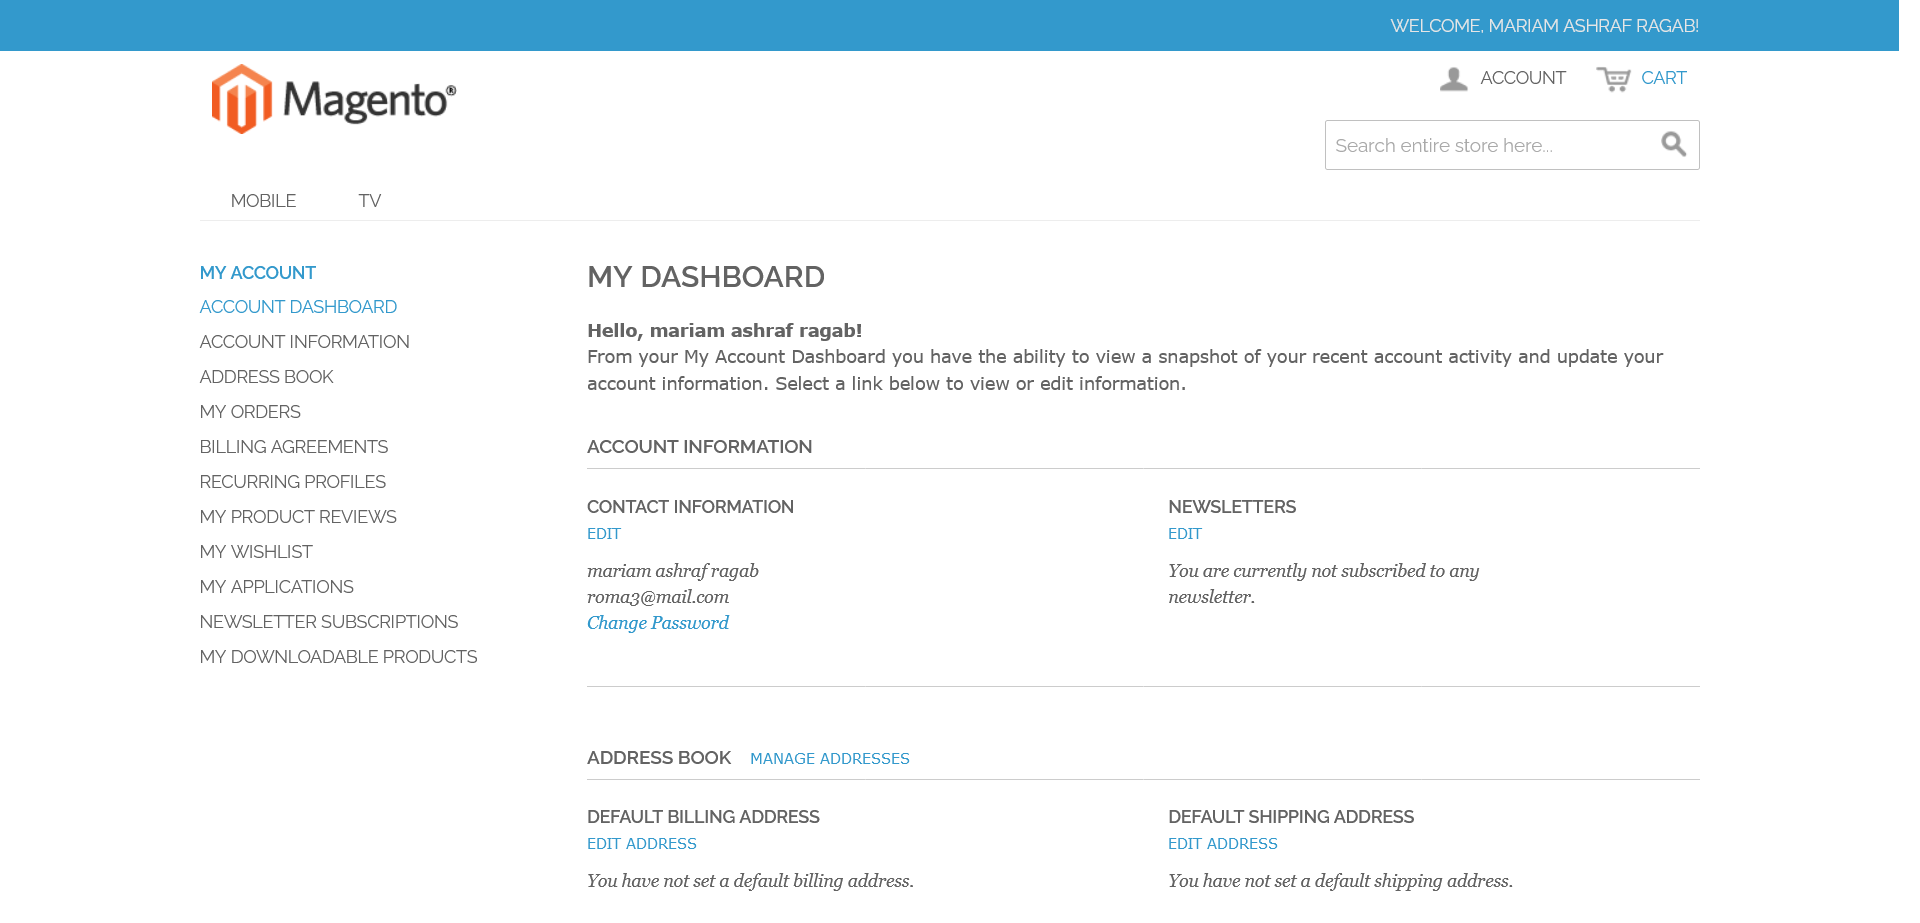 WELCOME, MARIAM ASHRAF RAGAB!
Magento®
ACCOUNT
CART
Search entire store here...
MOBILE
TV
MY ACCOUNT
ACCOUNT DASHBOARD
ACCOUNT INFORMATION
ADDRESS BOOK
MY ORDERS
BILLING AGREEMENTS
RECURRING PROFILES
MY PRODUCT REVIEWS
MY WISHLIST
MY APPLICATIONS
NEWSLETTER SUBSCRIPTIONS
MY DOWNLOADABLE PRODUCTS
MY DASHBOARD
Hello, mariam ashraf ragab!
From your My Account Dashboard you have the ability to view a snapshot of your recent account activity and update your
account information. Select a link below to view or edit information.
ACCOUNT INFORMATION
CONTACT INFORMATION
EDIT
mariam ashraf ragab
roma3@mail.com
Change Password
NEWSLETTERS
EDIT
You are currently not subscribed to any
newsletter.
ADDRESS BOOK MANAGE ADDRESSES
DEFAULT BILLING ADDRESS
EDIT ADDRESS
You have not set a default billing address.
DEFAULT SHIPPING ADDRESS
EDIT ADDRESS
You have not set a default shipping address.